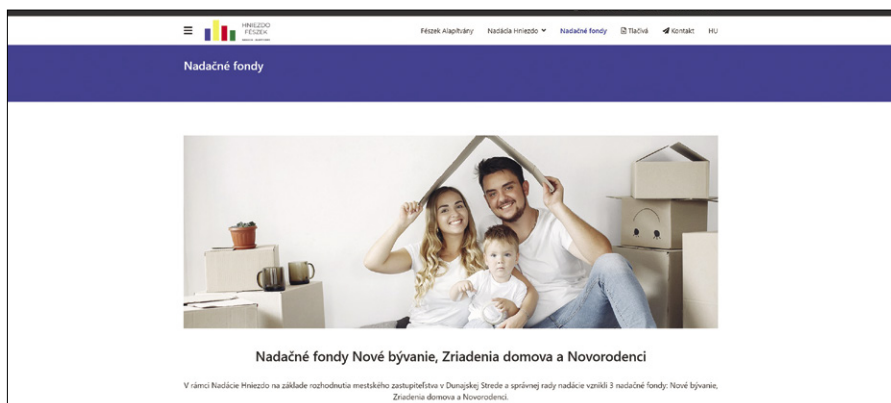 HNIEZDO
FÉSZEK
Fészek Alapítvány Nadácia Hniezdo Nadačné fondy Tlačivá Kontakt HU
Nadačné fondy
Nadačné fondy Nové bývanie, Zriadenia domova a Novorodenci
V rámci Nadácie Hniezdo na základe rozhodnutia mestského zastupiteľstva v Dunajskej Strede a správnej rady nadácie vznikli 3 nadačné fondy: Nové bývanie,
Zriadenia domova a Novorodenci.